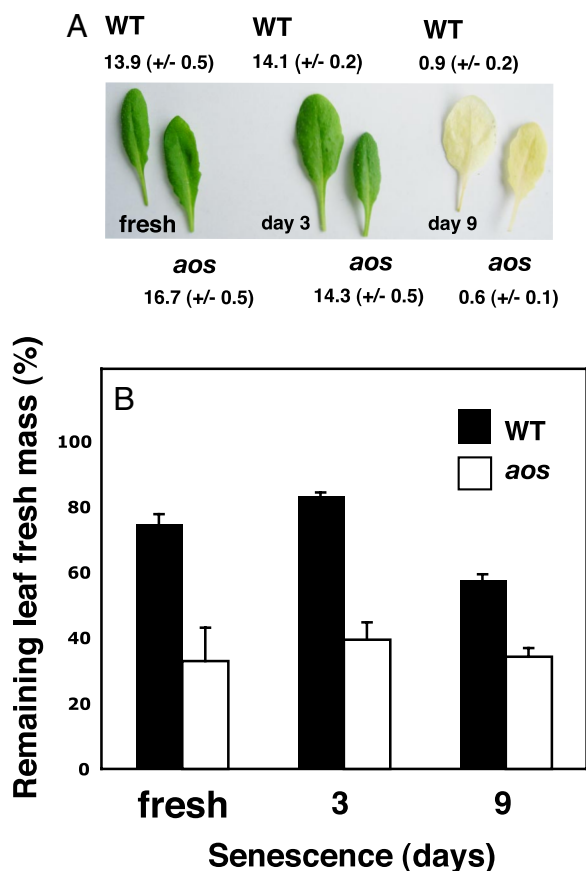 A
WT WT WT
13.9 (+/- 0.5) 14.1 (+/- 0.2) 0.9 (+/- 0.2)
fresh day 3 day 9
aos aos aos
16.7 (+/- 0.5) 14.3 (+/- 0.5) 0.6 (+/- 0.1)
B
Remaining leaf fresh mass (%)
WT
aos
100
80
60
40
20
0
fresh 3 9
Senescence (days)